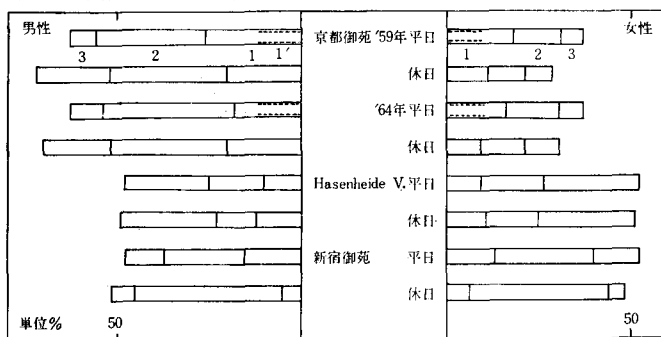 男性 50 京都御苑 '59年平日 50 女性
3 2 1 1′ 1 2 3
休日
'64年平日
休日
Hasenheide V. 平日
休日
新宿御苑 平日
休日
単位% 50 50